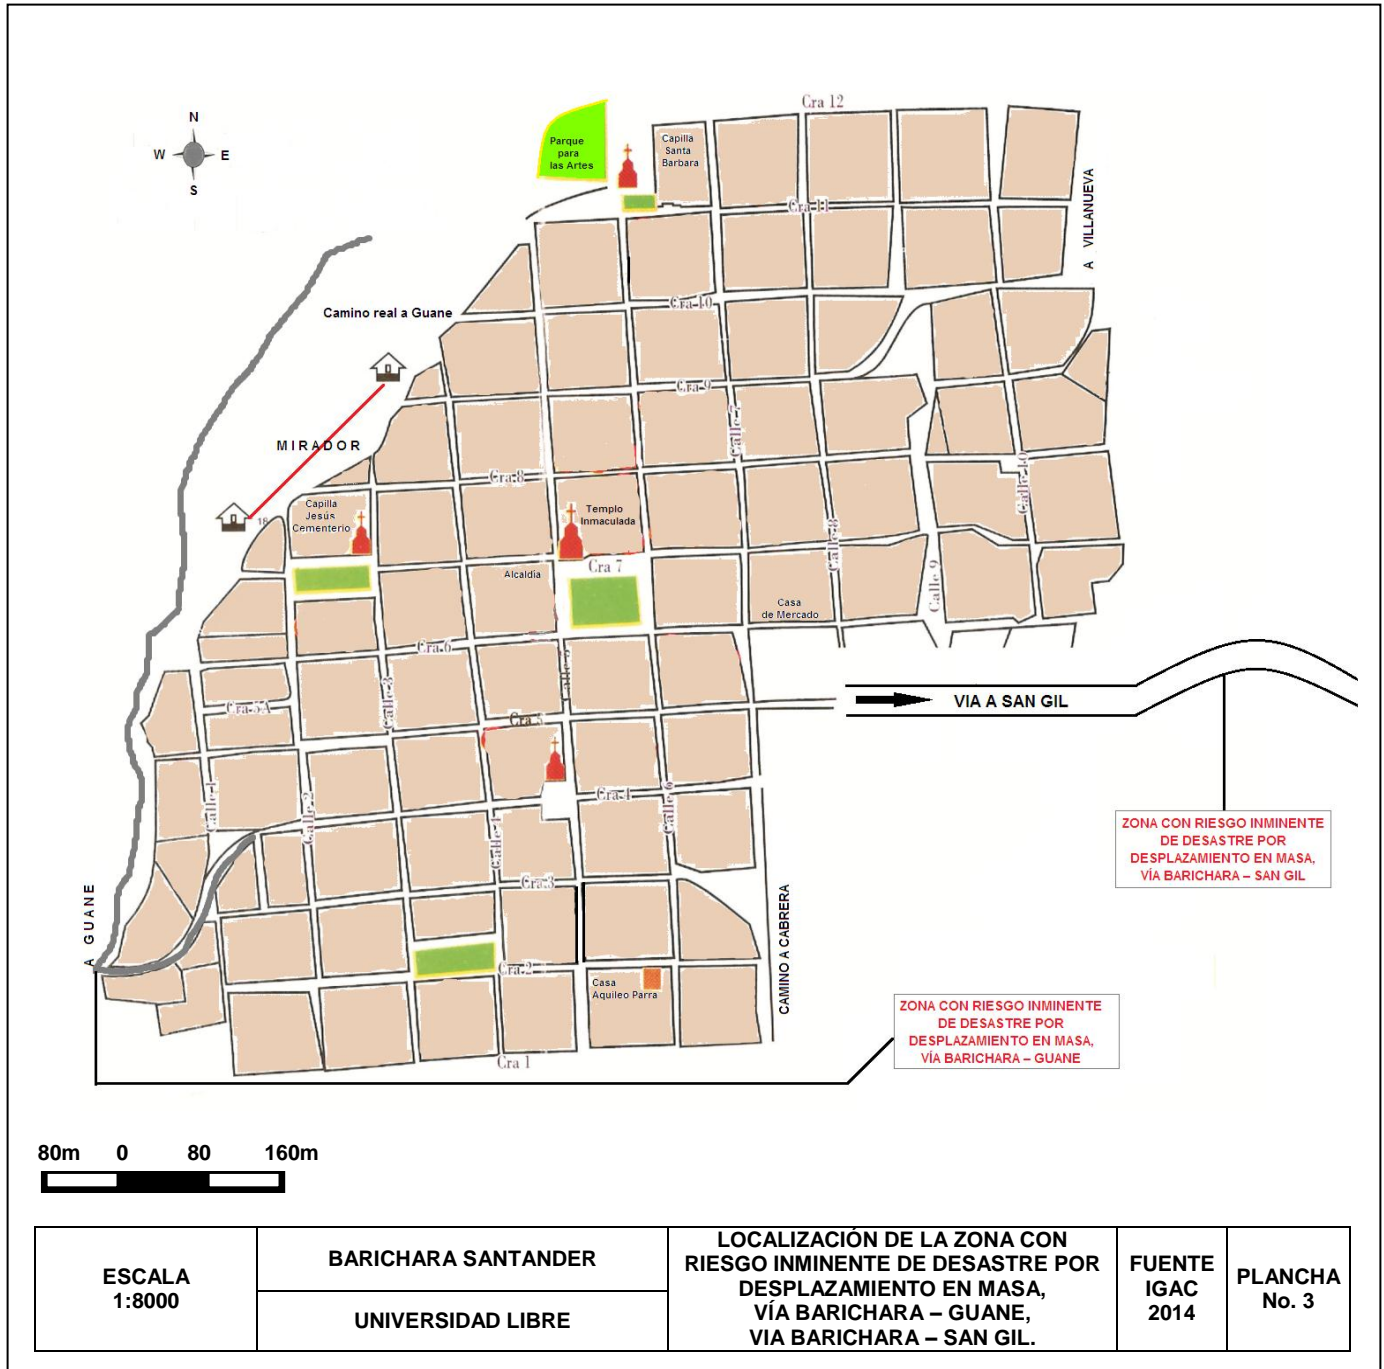 Cra 12
N
W
E
S
Parque
para
las Artes
Capilla
Santa
Barbara
A VILLANUEVA
Cra 11
Camino real a Guane
Cra 10
Cra 9
Calle 7
MIRADOR
Cra 8
Calle 10
Capilla
Jesús
Cementerio
18
Templo
Inmaculada
Calle 8
Cra 7
Alcaldía
Calle 9
Casa
de Mercado
Cra 6
Calle 3
Calle 5
VIA A SAN GIL
Cra 5A
Cra 5
Calle 1
Calle 2
Cra 4
Calle 6
Calle 4
ZONA CON RIESGO INMINENTE
DE DESASTRE POR
DESPLAZAMIENTO EN MASA,
VÍA BARICHARA – SAN GIL
Cra 3
A GUANE
CAMINO A CABRERA
Cra 2
Casa
Aquileo Parra
ZONA CON RIESGO INMINENTE
DE DESASTRE POR
DESPLAZAMIENTO EN MASA,
VÍA BARICHARA – GUANE
Cra 1
80m 0 80 160m
ESCALA
1:8000
BARICHARA SANTANDER
UNIVERSIDAD LIBRE
LOCALIZACIÓN DE LA ZONA CON
RIESGO INMINENTE DE DESASTRE POR
DESPLAZAMIENTO EN MASA,
VÍA BARICHARA – GUANE,
VIA BARICHARA – SAN GIL.
FUENTE
IGAC
2014
PLANCHA
No. 3